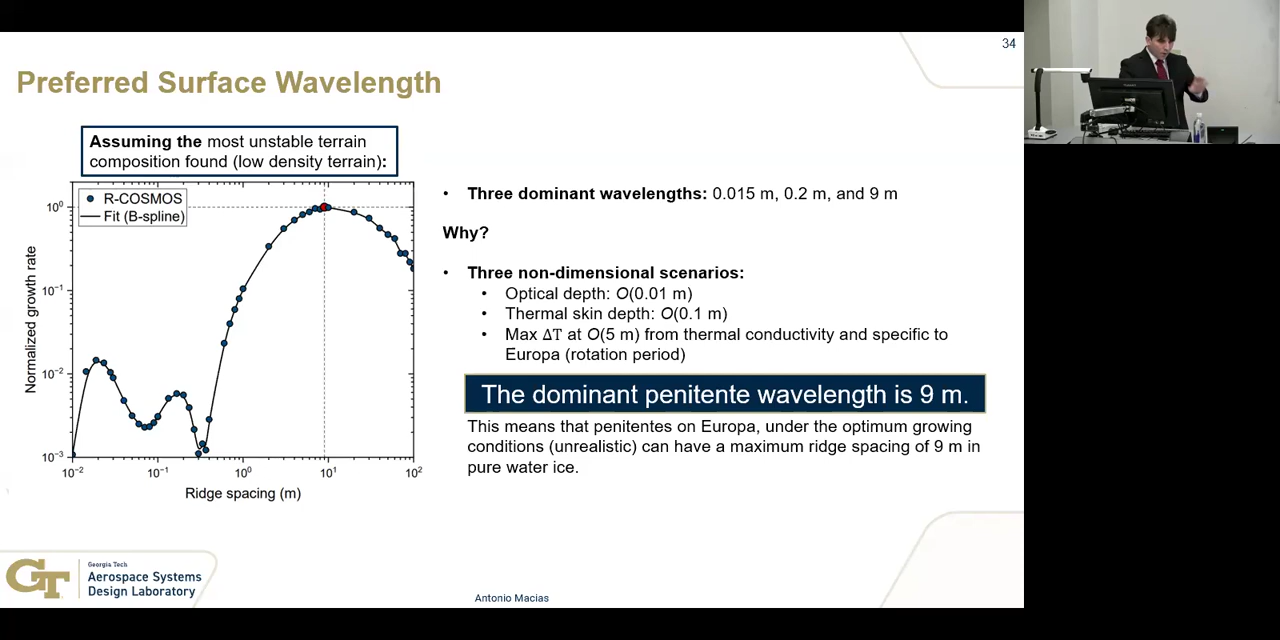 34
Preferred Surface Wavelength
Assuming the most unstable terrain
composition found (low density terrain):
R-COSMOS
Fit (B-spline)
10⁰
10⁻¹
10⁻²
10⁻³
Normalized growth rate
10⁻² 10⁻¹ 10⁰ 10¹ 10²
Ridge spacing (m)
• Three dominant wavelengths: 0.015 m, 0.2 m, and 9 m
Why?
• Three non-dimensional scenarios:
• Optical depth: O(0.01 m)
• Thermal skin depth: O(0.1 m)
• Max ΔT at O(5 m) from thermal conductivity and specific to
Europa (rotation period)
The dominant penitente wavelength is 9 m.
This means that penitentes on Europa, under the optimum growing
conditions (unrealistic) can have a maximum ridge spacing of 9 m in
pure water ice.
GT
Georgia Tech
Aerospace Systems
Design Laboratory
Antonio Macias